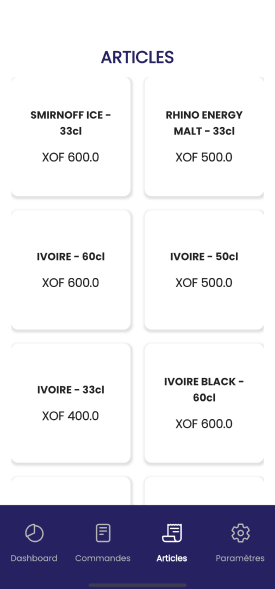 ARTICLES
SMIRNOFF ICE -
33cl
XOF 600.0
RHINO ENERGY
MALT - 33cl
XOF 500.0
IVOIRE - 60cl
XOF 600.0
IVOIRE - 50cl
XOF 500.0
IVOIRE - 33cl
XOF 400.0
IVOIRE BLACK -
60cl
XOF 600.0
Dashboard
Commandes
Articles
Paramètres